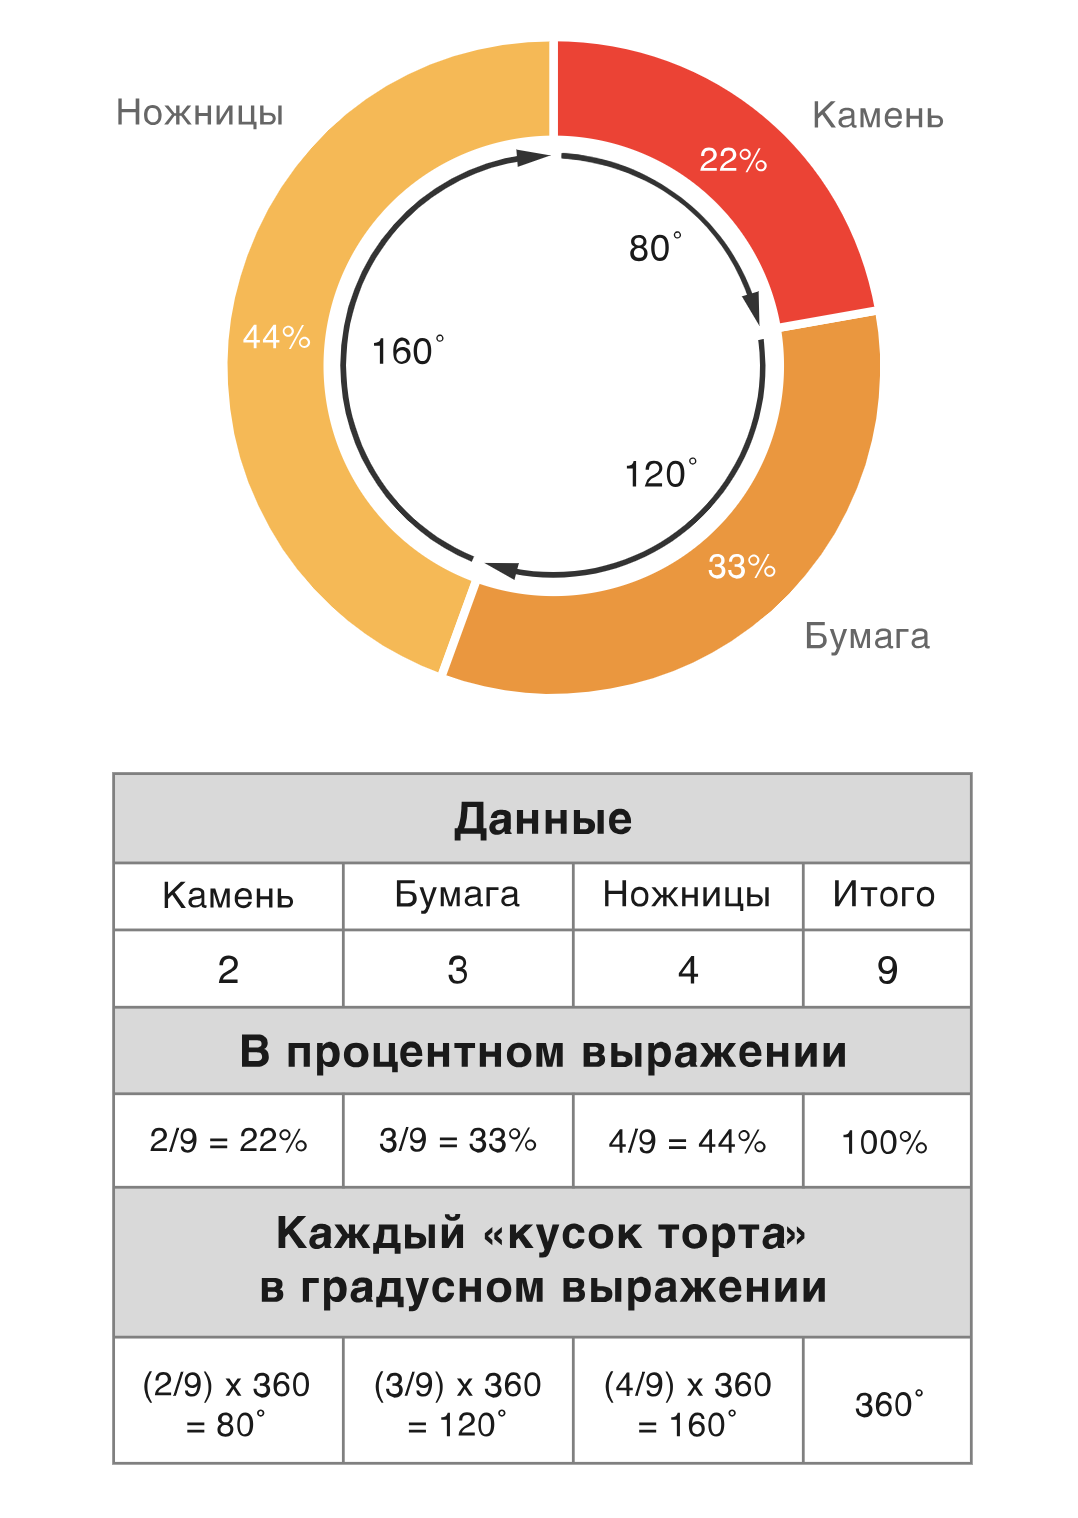 Ножницы
Камень
22%
80°
44%
160°
120°
33%
Бумага
Данные
Камень Бумага Ножницы Итого
2 3 4 9
В процентном выражении
2/9 = 22% 3/9 = 33% 4/9 = 44% 100%
Каждый «кусок торта»
в градусном выражении
(2/9) x 360 (3/9) x 360 (4/9) x 360
= 80° = 120° = 160° 360°